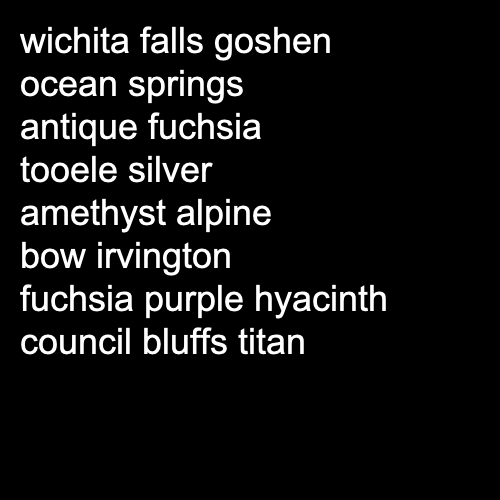 wichita falls goshen
ocean springs
antique fuchsia
tooele silver
amethyst alpine
bow irvington
fuchsia purple hyacinth
council bluffs titan